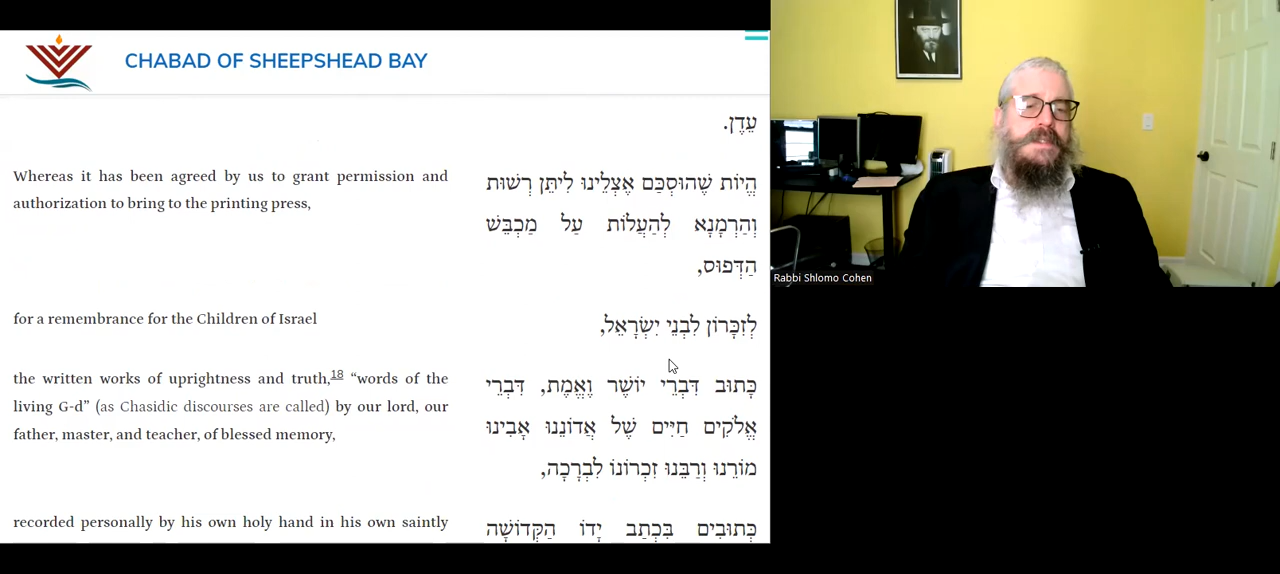 CHABAD OF SHEEPSHEAD BAY
עֵדֶן.
Whereas it has been agreed by us to grant permission and
authorization to bring to the printing press,
הֱיוֹת שֶׁהוּסְכַּם אֶצְלֵינוּ לִיתֵּן רְשׁוּת
וְהַרְמָנָא לְהַעֲלוֹת עַל מַכְבֵּשׁ
הַדְּפוּס,
for a remembrance for the Children of Israel
לְזִכָּרוֹן לִבְנֵי יִשְׂרָאֵל,
the written works of uprightness and truth,18 “words of the
living G-d” (as Chasidic discourses are called) by our lord, our
father, master, and teacher, of blessed memory,
כָּתוּב דִּבְרֵי יוֹשֶׁר וֶאֱמֶת, דִּבְרֵי
אֱלֹקִים חַיִּים שֶׁל אֲדוֹנֵנוּ אָבִינוּ
מוֹרֵנוּ וְרַבֵּנוּ זִכְרוֹנוֹ לִבְרָכָה,
recorded personally by his own holy hand in his own saintly
כְּתוּבִים בִּכְתַב יָדוֹ הַקְּדוֹשָׁה
Rabbi Shlomo Cohen